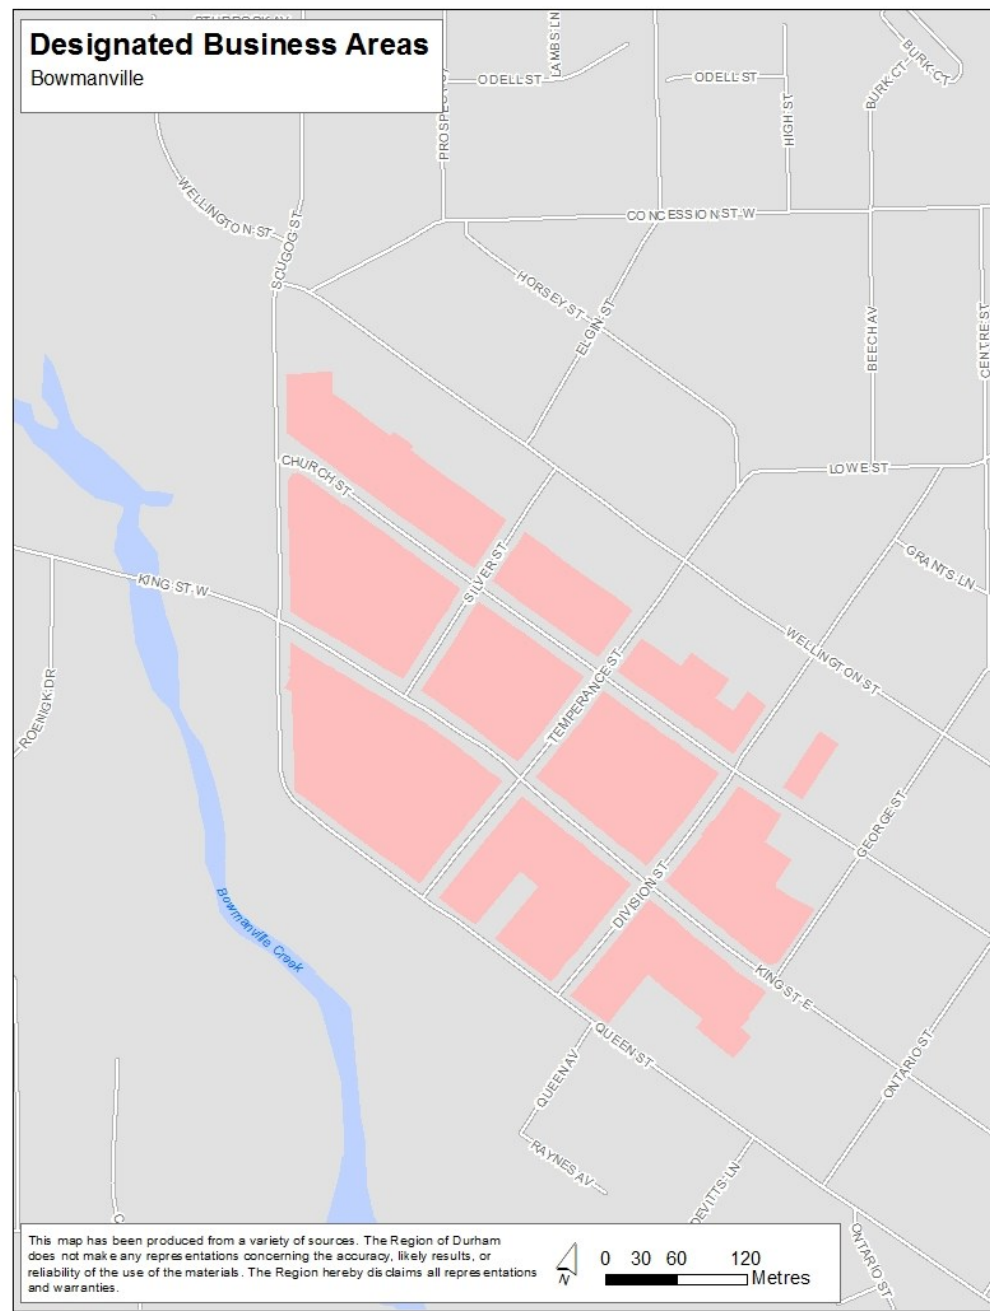 Designated Business Areas
Bowmanville
ODELL ST
LAMBS LN
ODELL ST
HIGH ST
BURK CT
BURK CT
WELLINGTON ST
SCUGOG ST
CONCESSION ST W
HORSEY ST
ELGIN ST
BEECH AV
CENTRE ST
CHURCH ST
LOWE ST
KING ST W
SILVER ST
GRANTS LN
ROENIGK DR
TEMPERANCE ST
WELLINGTON ST
GEORGE ST
DIVISION ST
Bowmanville Creek
KING ST E
QUEEN ST
QUEEN AV
ONTARIO ST
RAYNES AV
DEVITTS LN
ONTARIO ST
This map has been produced from a variety of sources. The Region of Durham
does not make any representations concerning the accuracy, likely results, or
reliability of the use of the materials. The Region hereby disclaims all representations
and warranties.
N
0 30 60 120
Metres